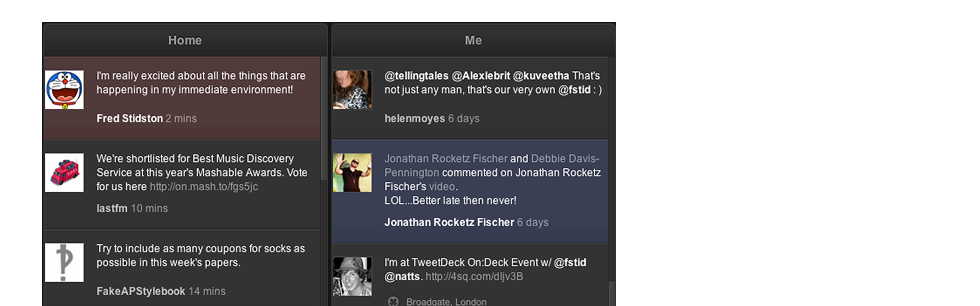 Home
I'm really excited about all the things that are
happening in my immediate environment!
Fred Stidston 2 mins
We're shortlisted for Best Music Discovery
Service at this year's Mashable Awards. Vote
for us here http://on.mash.to/fgs5jc
lastfm 10 mins
Try to include as many coupons for socks as
possible in this week's papers.
FakeAPStylebook 14 mins
Me
@tellingtales @Alexlebrit @kuveetha That's
not just any man, that's our very own @fstid : )
helenmoyes 6 days
Jonathan Rocketz Fischer and Debbie Davis-
Pennington commented on Jonathan Rocketz
Fischer's video.
LOL...Better late then never!
Jonathan Rocketz Fischer 6 days
I'm at TweetDeck On:Deck Event w/ @fstid
@natts. http://4sq.com/dIjv3B
Broadgate, London